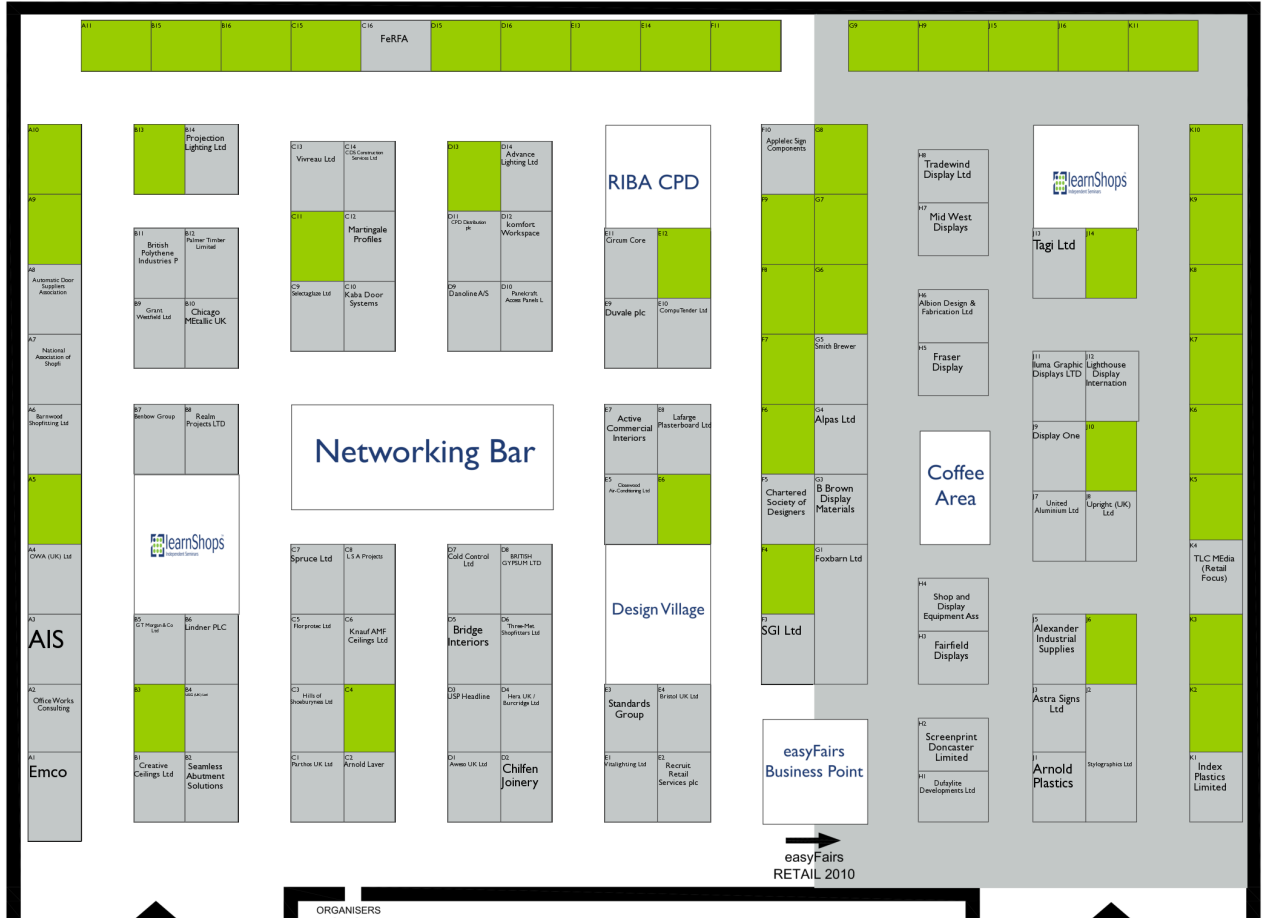 A11
B15
B16
C15
C16
FeRFA
D15
D16
E13
E14
F11
G9
H9
J15
J16
K11
A10
A9
A8
Automatic Door
Suppliers
Association
A7
National
Association of
Shopfi
A6
Barnwood
Shopfitting Ltd
A5
A4
OWA (UK) Ltd
A3
AIS
A2
Office Works
Consulting
A1
Emco
B13
B14
Projection
Lighting Ltd
B11
British
Polythene
Industries P
B12
Palmer Timber
Limited
B9
Grant
Westfield Ltd
B10
Chicago
MEtallic UK
B7
Benbow Group
B8
Realm
Projects LTD
learnShops
Independent Seminars
B5
G T Morgan & Co
Ltd
B6
Lindner PLC
B3
B4
B1
Creative
Ceilings Ltd
B2
Seamless
Abutment
Solutions
C13
Vivreau Ltd
C14
CDS Construction
Services Ltd
C11
C12
Martingale
Profiles
C9
Selectaglaze Ltd
C10
Kaba Door
Systems
D13
D14
Advance
Lighting Ltd
D11
CPD Distribution
plc
D12
komfort
Workspace
D9
Danoline A/S
D10
Panelcraft
Access Panels L
Networking Bar
C7
Spruce Ltd
C8
L S A Projects
C5
Florprotec Ltd
C6
Knauf AMF
Ceilings Ltd
C3
Hills of
Shoeburyness Ltd
C4
C1
Parthos UK Ltd
C2
Arnold Laver
D7
Cold Control
Ltd
D8
BRITISH
GYPSUM LTD
D5
Bridge
Interiors
D6
Three-Met.
Shopfitters Ltd
D3
USP Headline
D4
Hera UK /
Burcridge Ltd
D1
Aweso UK Ltd
D2
Chilfen
Joinery
RIBA CPD
E11
Circum Core
E12
E9
Duvale plc
E10
CompuTender Ltd
E7
Active
Commercial
Interiors
E8
Lafarge
Plasterboard Ltd
E5
Closewood
Air-Conditioning Ltd
E6
Design Village
E3
Standards
Group
E4
Bristol UK Ltd
E1
Vitalighting Ltd
E2
Recruit
Retail
Services plc
F10
Applelec Sign
Components
G8
F9
G7
F8
G6
F7
G5
Smith Brewer
F6
G4
Alpas Ltd
F5
Chartered
Society of
Designers
G3
B Brown
Display
Materials
F4
G1
Foxbarn Ltd
F3
SGI Ltd
easyFairs
Business Point
easyFairs
RETAIL 2010
H8
Tradewind
Display Ltd
H7
Mid West
Displays
H6
Albion Design &
Fabrication Ltd
H5
Fraser
Display
Coffee
Area
H4
Shop and
Display
Equipment Ass
H3
Fairfield
Displays
H2
Screenprint
Doncaster
Limited
H1
Dufaylite
Developments Ltd
learnShops
Independent Seminars
J13
Tagi Ltd
J14
J11
Iluma Graphic
Displays LTD
J12
Lighthouse
Display
Internation
J9
Display One
J10
J7
United
Aluminium Ltd
J8
Upright (UK)
Ltd
J5
Alexander
Industrial
Supplies
J6
J3
Astra Signs
Ltd
J2
Stylographics Ltd
J1
Arnold
Plastics
K10
K9
K8
K7
K6
K5
K4
TLC MEdia
(Retail
Focus)
K3
K2
K1
Index
Plastics
Limited
ORGANISERS